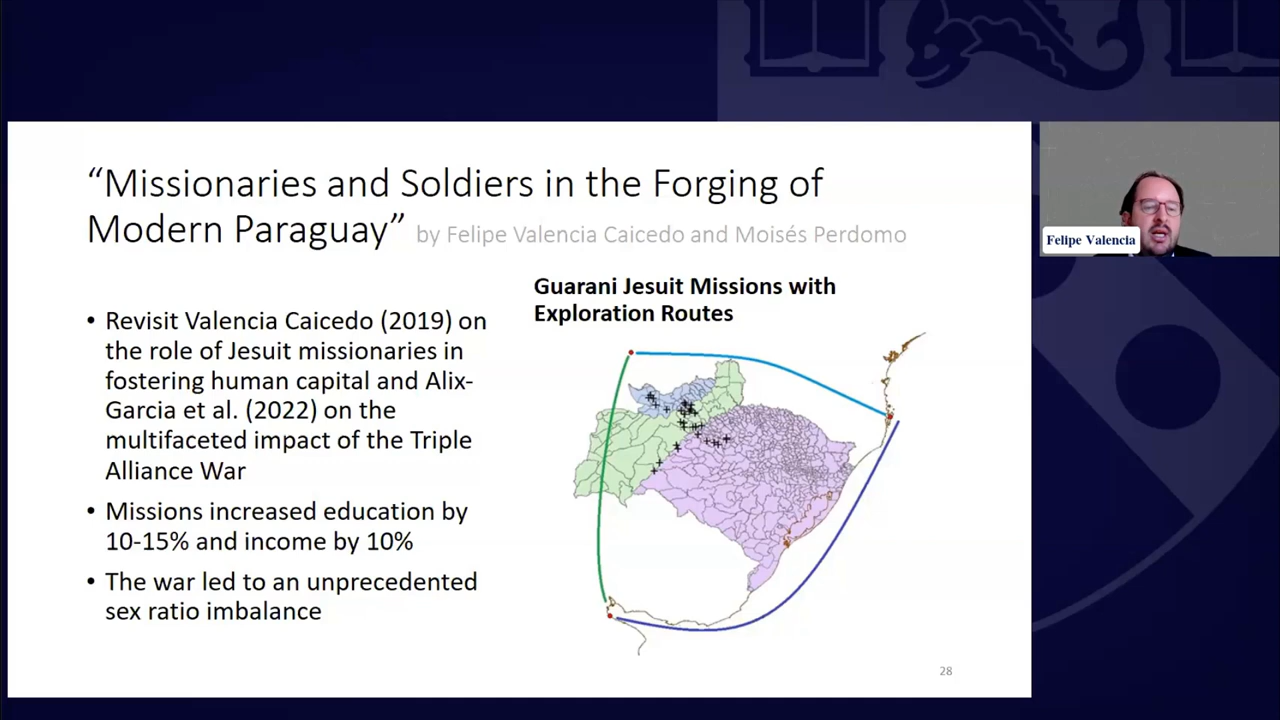 “Missionaries and Soldiers in the Forging of
Modern Paraguay” by Felipe Valencia Caicedo and Moisés Perdomo
• Revisit Valencia Caicedo (2019) on
the role of Jesuit missionaries in
fostering human capital and Alix-
Garcia et al. (2022) on the
multifaceted impact of the Triple
Alliance War
• Missions increased education by
10-15% and income by 10%
• The war led to an unprecedented
sex ratio imbalance
Guarani Jesuit Missions with
Exploration Routes
28
Felipe Valencia